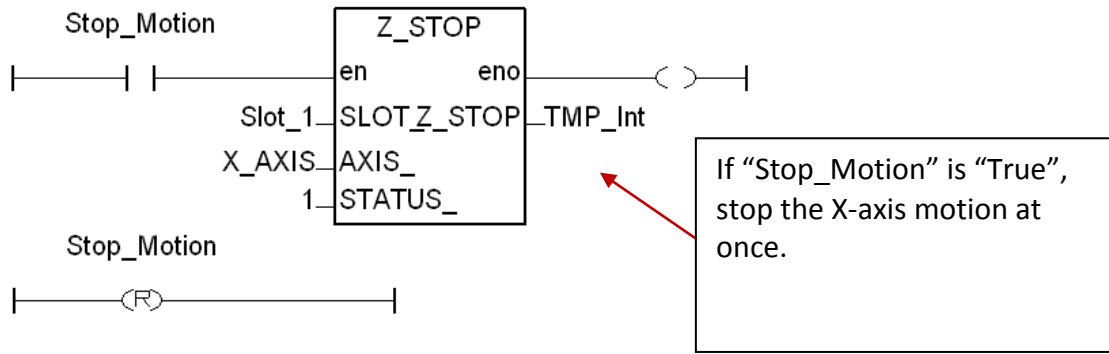 Stop_Motion
Z_STOP
en eno
Slot_1 SLOT_ Z_STOP TMP_Int
X_AXIS AXIS_
1 STATUS_
If “Stop_Motion” is “True”,
stop the X-axis motion at
once.
Stop_Motion
(R)